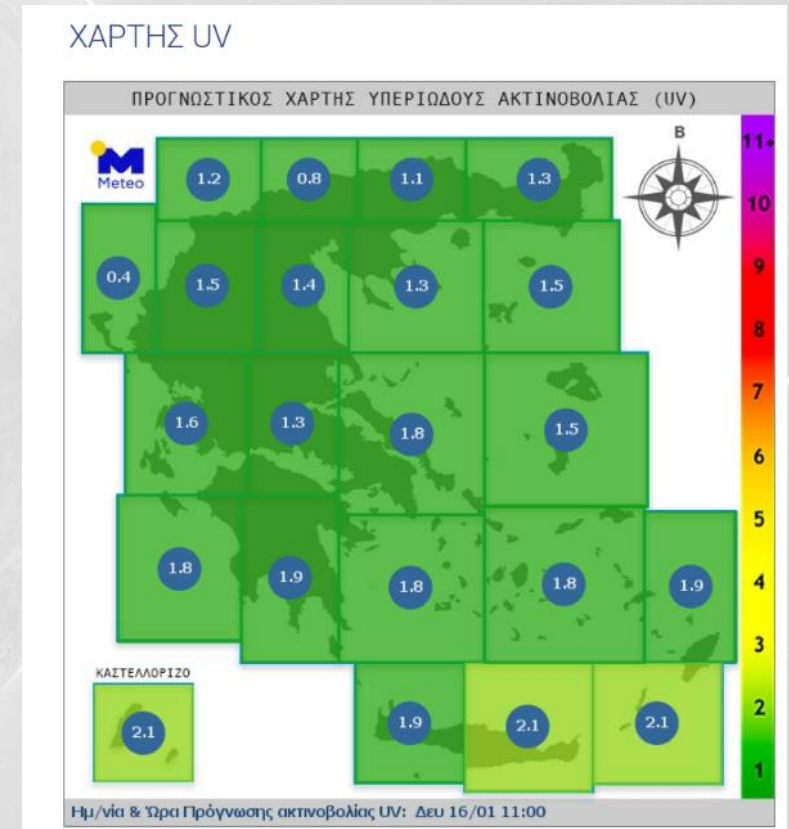 ΧΑΡΤΗΣ UV
ΠΡΟΓΝΩΣΤΙΚΟΣ ΧΑΡΤΗΣ ΥΠΕΡΙΩΔΟΥΣ ΑΚΤΙΝΟΒΟΛΙΑΣ (UV)
M
Meteo
B
11+
10
9
8
7
6
5
4
3
2
1
1.2 0.8 1.1 1.3
0.4 1.5 1.4 1.3 1.5
1.6 1.3 1.8 1.5
1.8 1.9 1.8 1.8 1.9
ΚΑΣΤΕΛΛΟΡΙΖΟ
2.1 1.9 2.1 2.1
Ημ/νία & Ώρα Πρόγνωσης ακτινοβολίας UV: Δευ 16/01 11:00